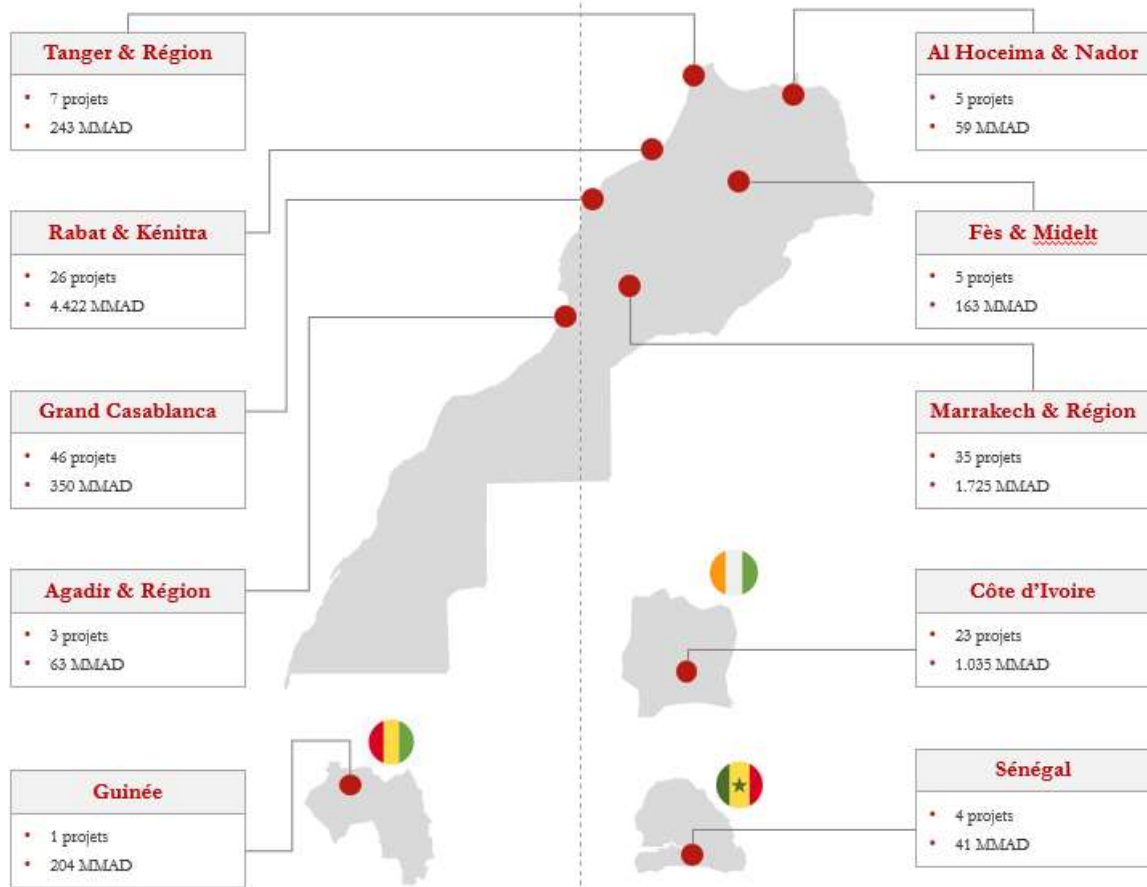 Tanger & Région
• 7 projets
• 243 MMAD
Al Hoceima & Nador
• 5 projets
• 59 MMAD
Rabat & Kénitra
• 26 projets
• 4.422 MMAD
Fès & Midelt
• 5 projets
• 163 MMAD
Grand Casablanca
• 46 projets
• 350 MMAD
Marrakech & Région
• 35 projets
• 1.725 MMAD
Agadir & Région
• 3 projets
• 63 MMAD
Côte d’Ivoire
• 23 projets
• 1.035 MMAD
Guinée
• 1 projets
• 204 MMAD
Sénégal
• 4 projets
• 41 MMAD